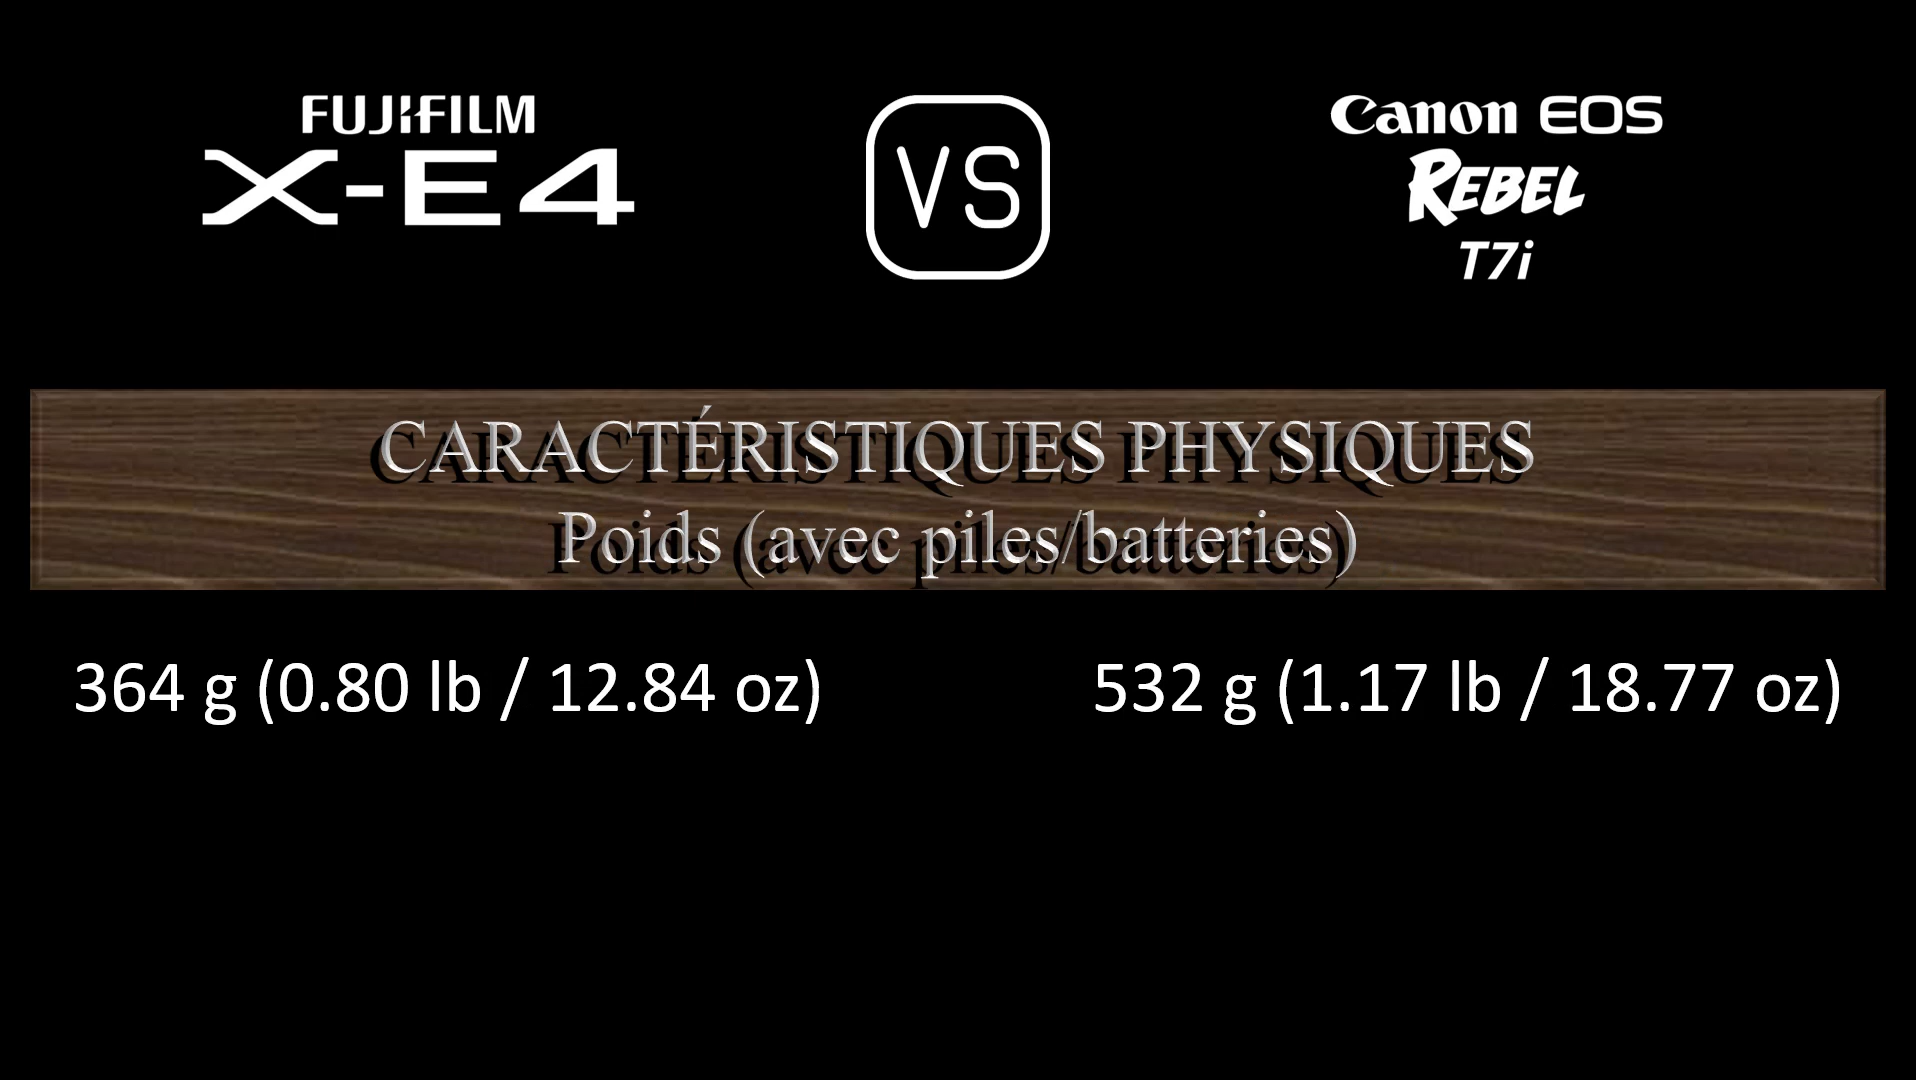 FUJIFILM
X-E4
VS
Canon EOS
REBEL
T7i
CARACTÉRISTIQUES PHYSIQUES
Poids (avec piles/batteries)
364 g (0.80 lb / 12.84 oz)
532 g (1.17 lb / 18.77 oz)